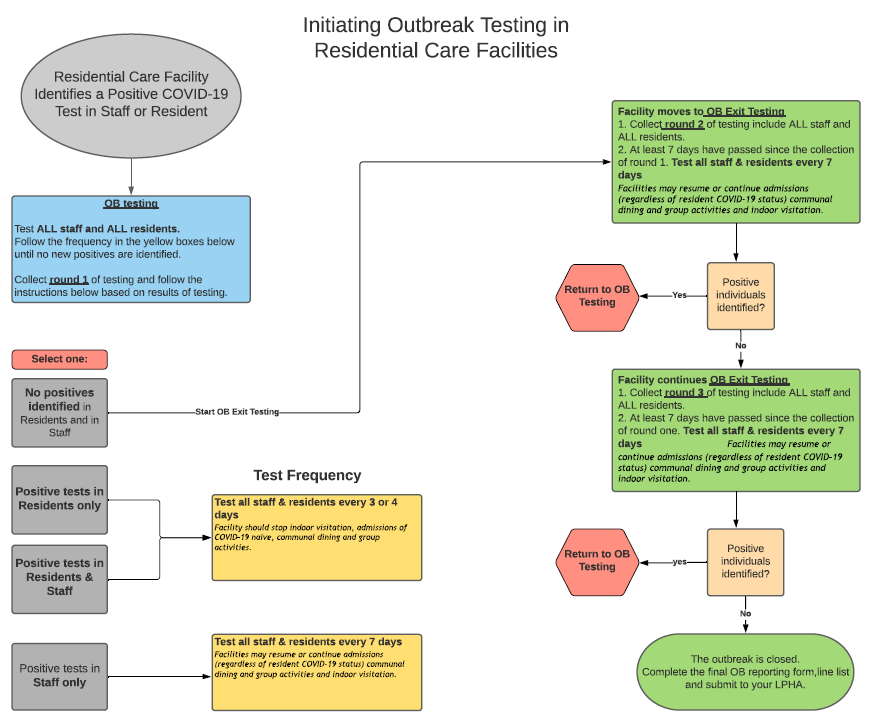 Initiating Outbreak Testing in
Residential Care Facilities
Residential Care Facility
Identifies a Positive COVID-19
Test in Staff or Resident
OB testing
Test ALL staff and ALL residents.
Follow the frequency in the yellow boxes below
until no new positives are identified.
Collect round 1 of testing and follow the
instructions below based on results of testing.
Select one:
No positives
identified in
Residents and in
Staff
Start OB Exit Testing
Positive tests in
Residents only
Positive tests in
Residents &
Staff
Positive tests in
Staff only
Test Frequency
Test all staff & residents every 3 or 4
days
Facility should stop indoor visitation, admissions of
COVID-19 naive, communal dining and group
activities.
Test all staff & residents every 7 days
Facilities may resume or continue admissions
(regardless of resident COVID-19 status) communal
dining and group activities and indoor visitation.
Facility moves to OB Exit Testing
1. Collect round 2 of testing include ALL staff and
ALL residents.
2. At least 7 days have passed since the collection
of round 1. Test all staff & residents every 7
days
Facilities may resume or continue admissions
(regardless of resident COVID-19 status) communal
dining and group activities and indoor visitation.
Positive
individuals
identified?
Yes
Return to OB
Testing
No
Facility continues OB Exit Testing
1. Collect round 3 of testing include ALL staff and
ALL residents.
2. At least 7 days have passed since the collection
of round one. Test all staff & residents every 7
days Facilities may resume or
continue admissions (regardless of resident COVID-19
status) communal dining and group activities and
indoor visitation.
Positive
individuals
identified?
yes
Return to OB
Testing
No
The outbreak is closed.
Complete the final OB reporting form,line list
and submit to your LPHA.